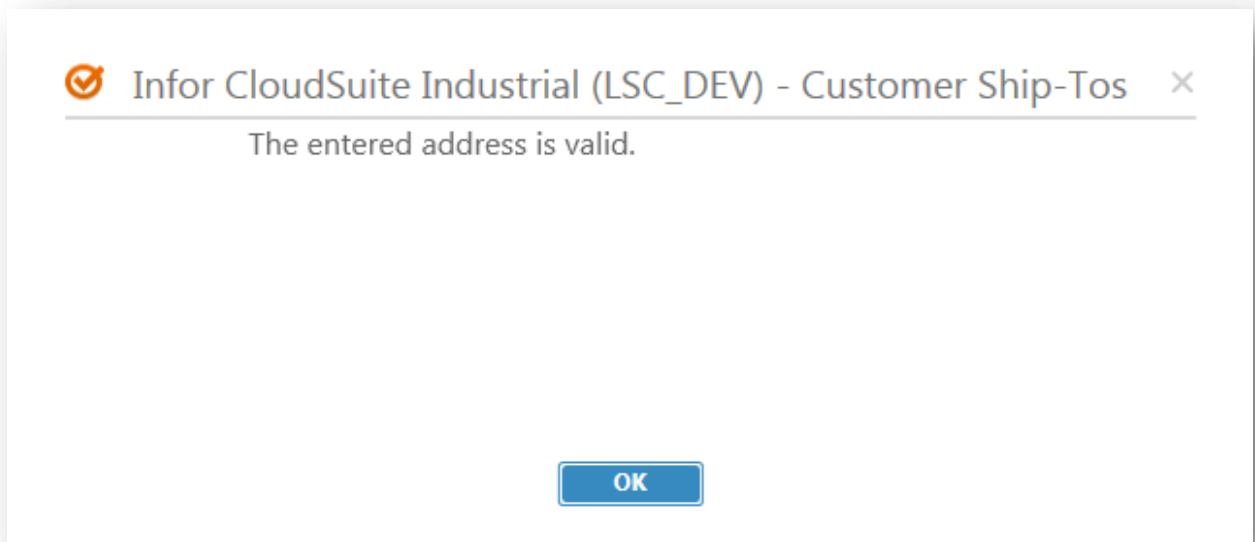 Infor CloudSuite Industrial (LSC_DEV) - Customer Ship-Tos
The entered address is valid.
OK